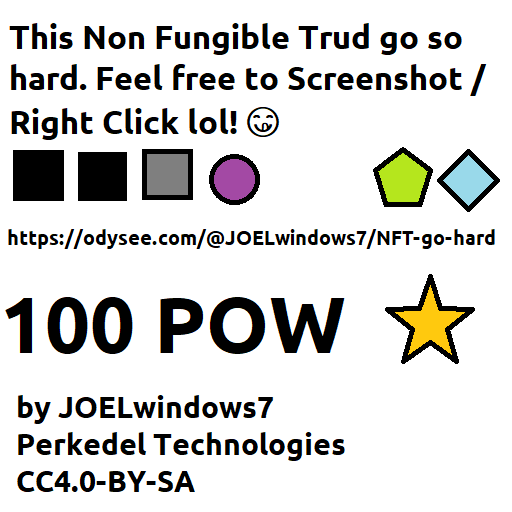 This Non Fungible Trud go so
hard. Feel free to Screenshot /
Right Click lol! 😋
https://odysee.com/@JOELwindows7/NFT-go-hard
100 POW
by JOELwindows7
Perkedel Technologies
CC4.0-BY-SA